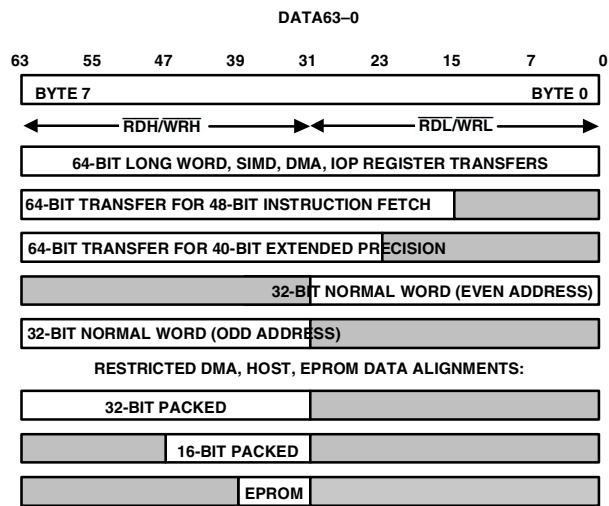 DATA63–0
63 55 47 39 31 23 15 7 0
BYTE 7 BYTE 0
RDH/WRH RDL/WRL
64-BIT LONG WORD, SIMD, DMA, IOP REGISTER TRANSFERS
64-BIT TRANSFER FOR 48-BIT INSTRUCTION FETCH
64-BIT TRANSFER FOR 40-BIT EXTENDED PRECISION
32-BIT NORMAL WORD (EVEN ADDRESS)
32-BIT NORMAL WORD (ODD ADDRESS)
RESTRICTED DMA, HOST, EPROM DATA ALIGNMENTS:
32-BIT PACKED
16-BIT PACKED
EPROM